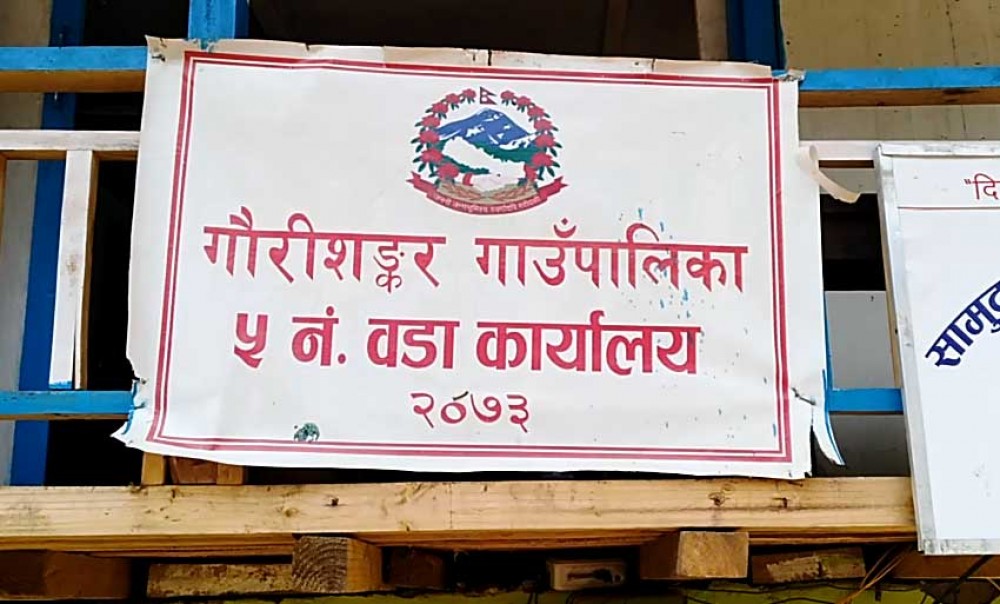 गौरीशङ्कर गाउँपालिका
५ नं. वडा कार्यालय
२०७३
"दि
सामु